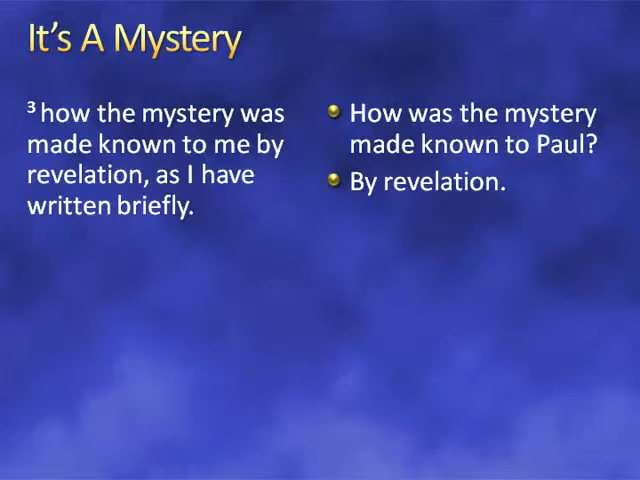 It's A Mystery
³ how the mystery was
made known to me by
revelation, as I have
written briefly.
How was the mystery
made known to Paul?
By revelation.